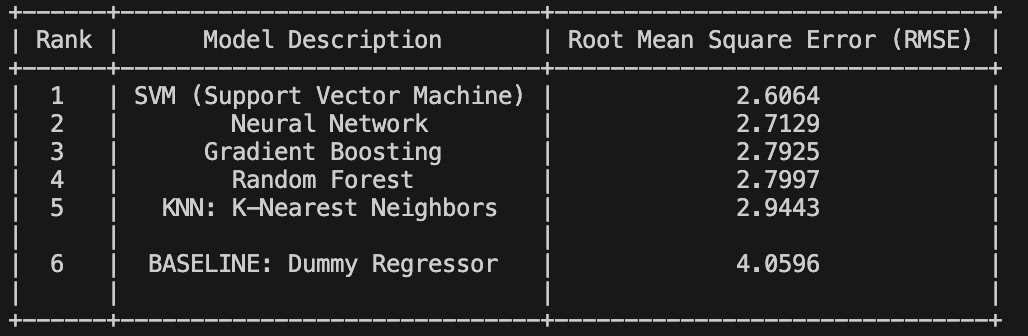 Rank | Model Description | Root Mean Square Error (RMSE)
1 | SVM (Support Vector Machine) | 2.6064
2 | Neural Network | 2.7129
3 | Gradient Boosting | 2.7925
4 | Random Forest | 2.7997
5 | KNN: K-Nearest Neighbors | 2.9443
6 | BASELINE: Dummy Regressor | 4.0596